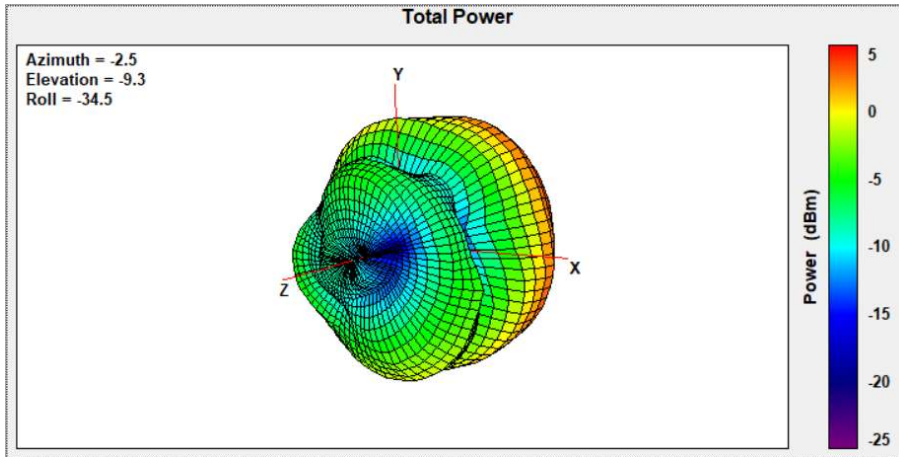 Total Power
Azimuth = -2.5
Elevation = -9.3
Roll = -34.5
Y
X
Z
5
0
-5
-10
-15
-20
-25
Power (dBm)